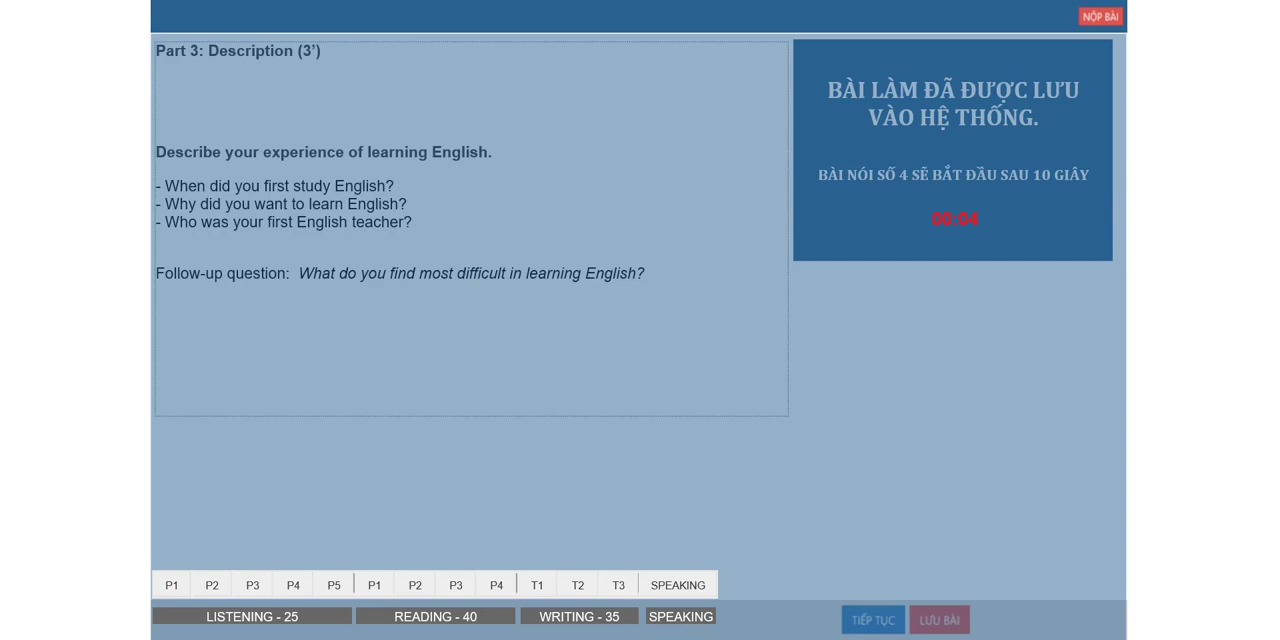 NỘP BÀI
Part 3: Description (3’)
Describe your experience of learning English.
- When did you first study English?
- Why did you want to learn English?
- Who was your first English teacher?
Follow-up question: What do you find most difficult in learning English?
BÀI LÀM ĐÃ ĐƯỢC LƯU
VÀO HỆ THỐNG.
BÀI NÓI SỐ 4 SẼ BẮT ĐẦU SAU 10 GIÂY
00:04
P1 P2 P3 P4 P5 P1 P2 P3 P4 T1 T2 T3 SPEAKING
LISTENING - 25 READING - 40 WRITING - 35 SPEAKING
TIẾP TỤC LƯU BÀI